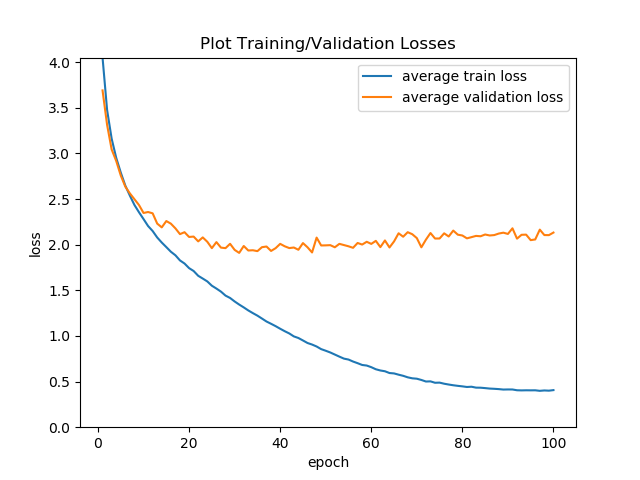 Plot Training/Validation Losses
average train loss
average validation loss
4.0
3.5
3.0
2.5
2.0
1.5
1.0
0.5
0.0
loss
0 20 40 60 80 100
epoch